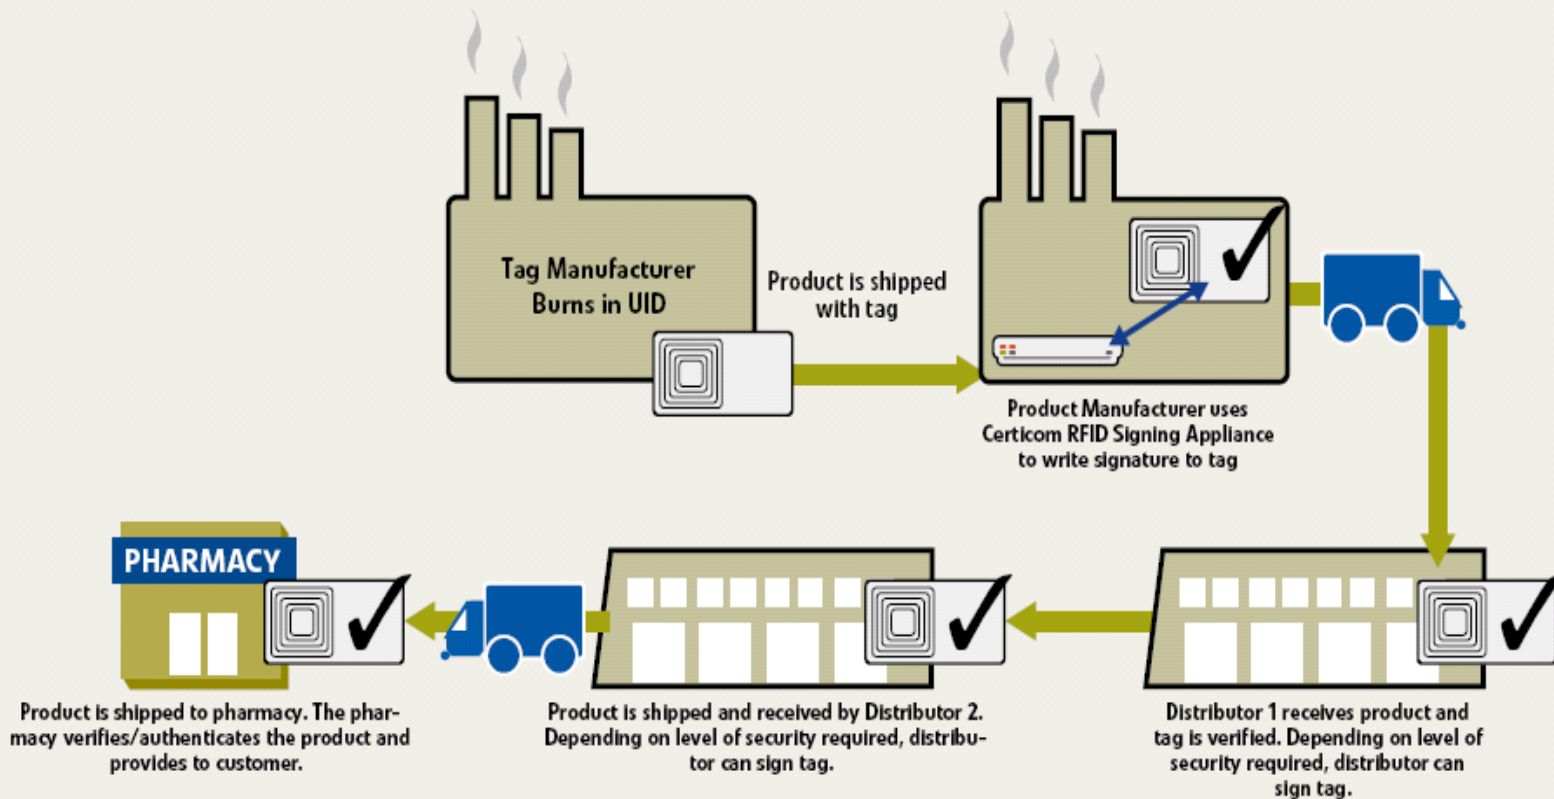 Tag Manufacturer
Burns in UID
Product is shipped
with tag
Product Manufacturer uses
Certicom RFID Signing Appliance
to write signature to tag
PHARMACY
Product is shipped to pharmacy. The phar-
macy verifies/authenticates the product and
provides to customer.
Product is shipped and received by Distributor 2.
Depending on level of security required, distribu-
tor can sign tag.
Distributor 1 receives product and
tag is verified. Depending on level of
security required, distributor can
sign tag.